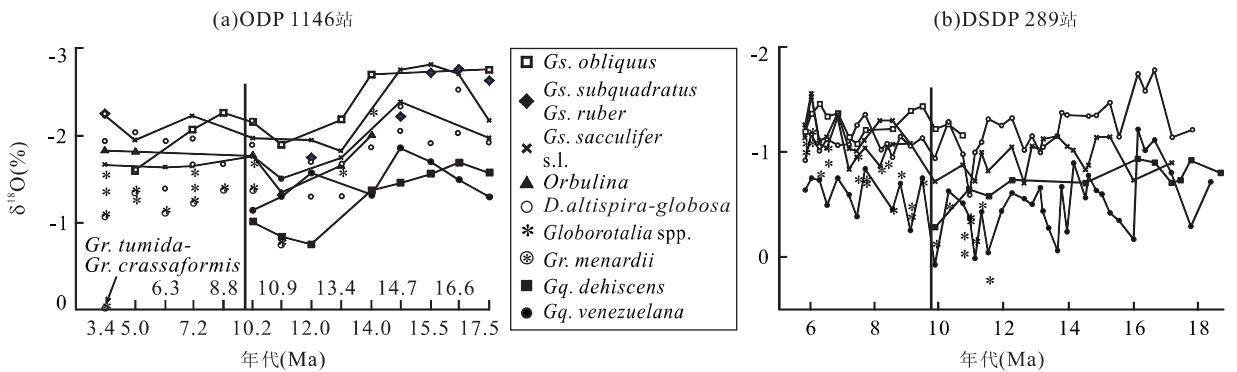 (a)ODP 1146站
(b)DSDP 289站
δ¹⁸O(%)
-3
-2
-1
0
Gr. tumida-
Gr. crassaformis
6.3 8.8 10.9 13.4 14.7 16.6
3.4 5.0 7.2 10.2 12.0 14.0 15.5 17.5
年代(Ma)
Gs. obliquus
Gs. subquadratus
Gs. ruber
Gs. sacculifer
s.l.
Orbulina
D.altispira-globosa
Globorotalia spp.
Gr. menardii
Gq. dehiscens
Gq. venezuelana
-2
-1
0
6 8 10 12 14 16 18
年代(Ma)